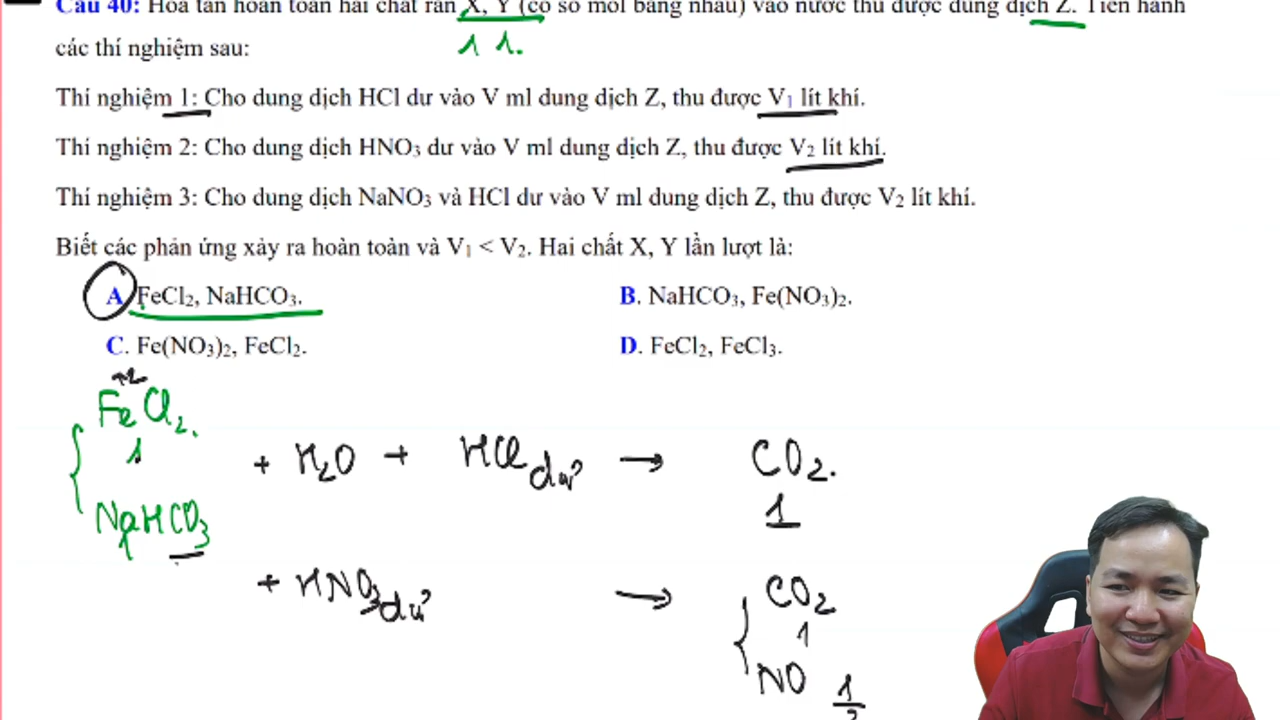 Câu 40: Hòa tan hoàn toàn hai chất rắn X, Y (có số mol bằng nhau) vào nước thu được dung dịch Z. Tiến hành
1 1.
các thí nghiệm sau:
Thí nghiệm 1: Cho dung dịch HCl dư vào V ml dung dịch Z, thu được V₁ lít khí.
Thí nghiệm 2: Cho dung dịch HNO₃ dư vào V ml dung dịch Z, thu được V₂ lít khí.
Thí nghiệm 3: Cho dung dịch NaNO₃ và HCl dư vào V ml dung dịch Z, thu được V₂ lít khí.
Biết các phản ứng xảy ra hoàn toàn và V₁ < V₂. Hai chất X, Y lần lượt là:
A FeCl₂, NaHCO₃. B. NaHCO₃, Fe(NO₃)₂.
C. Fe(NO₃)₂, FeCl₂. D. FeCl₂, FeCl₃.
+2
FeCl₂.
1
+ H₂O + HCl dư → CO₂.
1
NaHCO₃
1
+ HNO₃ dư → CO₂
1
NO 1/3